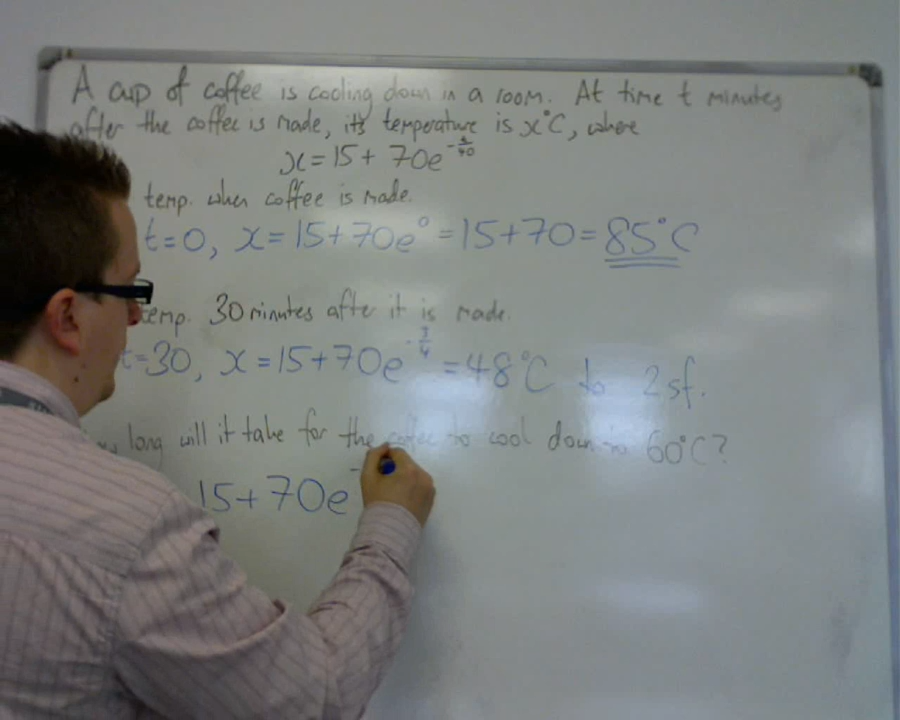 A cup of coffee is cooling down in a room. At time t minutes
after the coffee is made, its temperature is x°C, where
x = 15 + 70e^-t/40
temp. when coffee is made.
t=0, x = 15+70e° = 15+70 = 85°C
temp. 30 minutes after it is made.
t=30, x = 15+70e^-3/4 = 48°C to 2sf.
long will it take for the coffee to cool down to 60°C?
15+70e^-